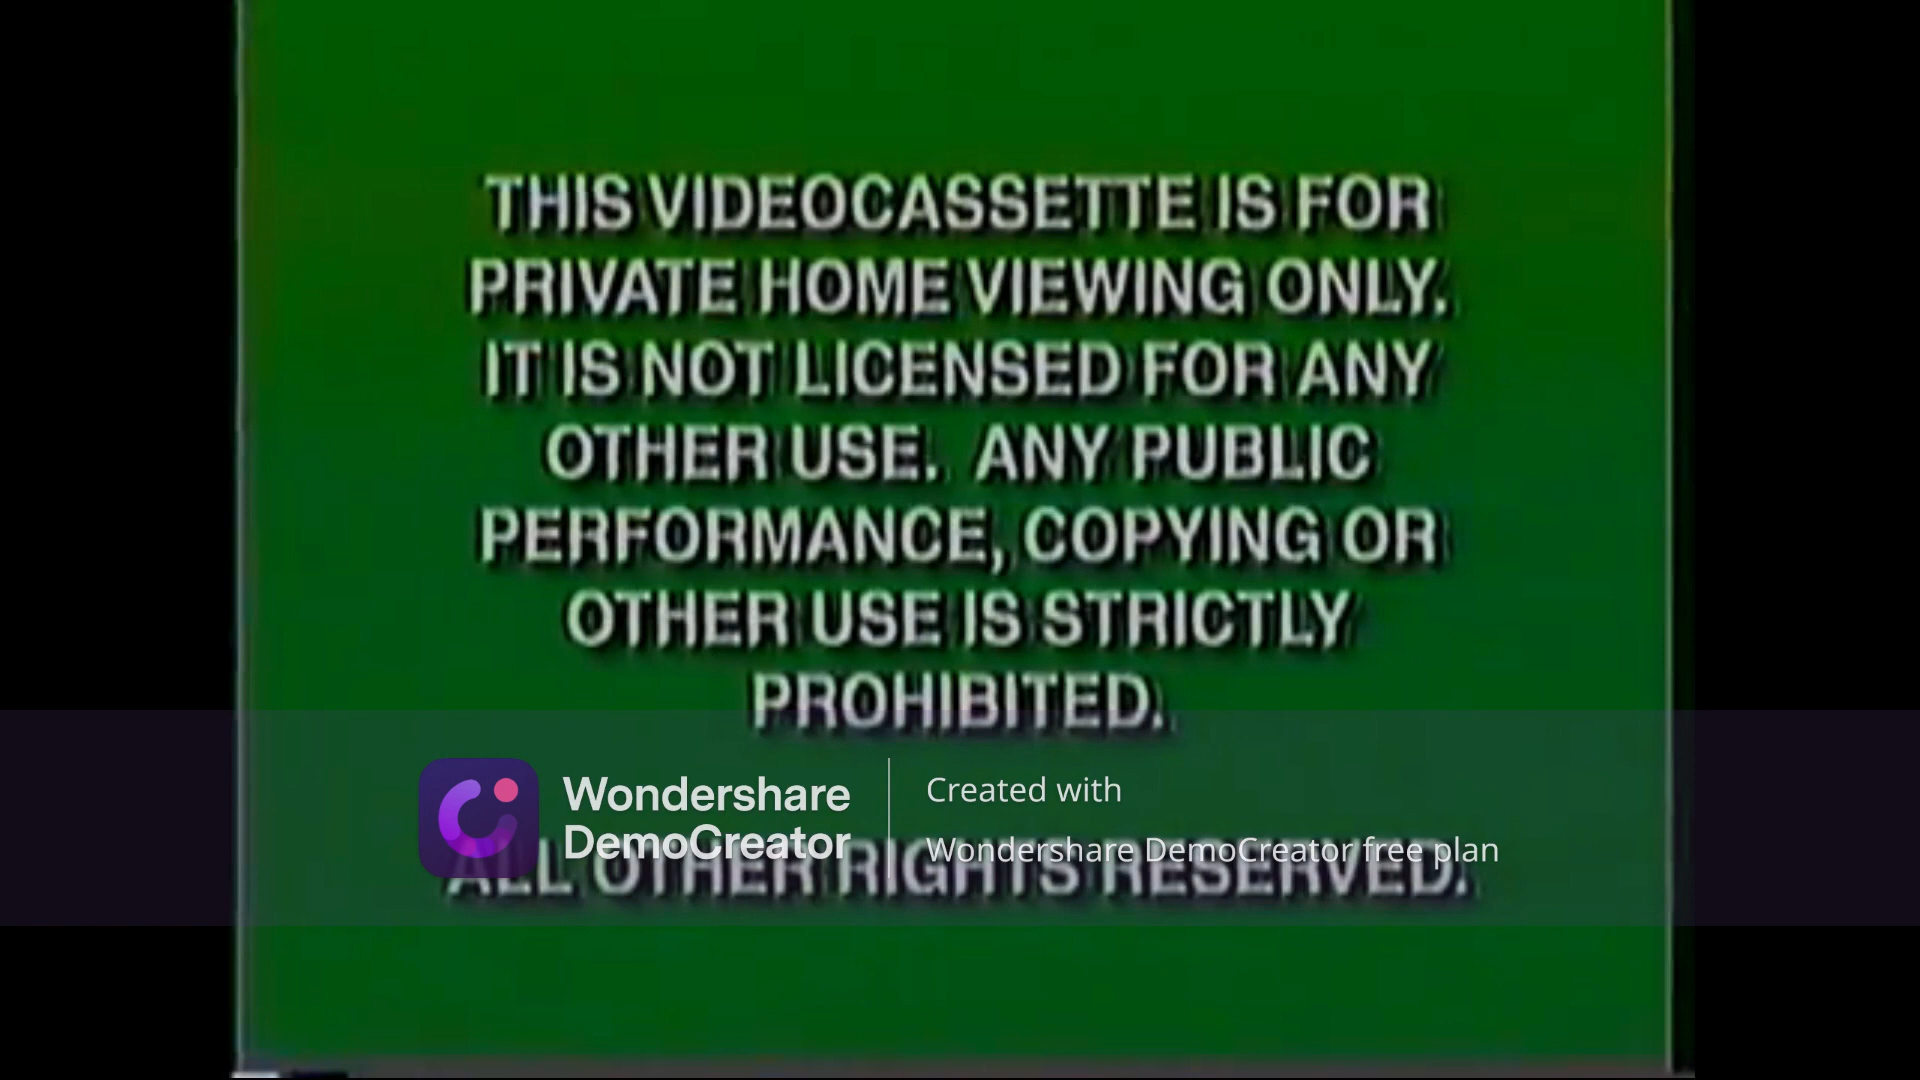 THIS VIDEOCASSETTE IS FOR
PRIVATE HOME VIEWING ONLY.
IT IS NOT LICENSED FOR ANY
OTHER USE.  ANY PUBLIC
PERFORMANCE, COPYING OR
OTHER USE IS STRICTLY
PROHIBITED.
Wondershare
DemoCreator
Created with
Wondershare DemoCreator free plan
ALL OTHER RIGHTS RESERVED.